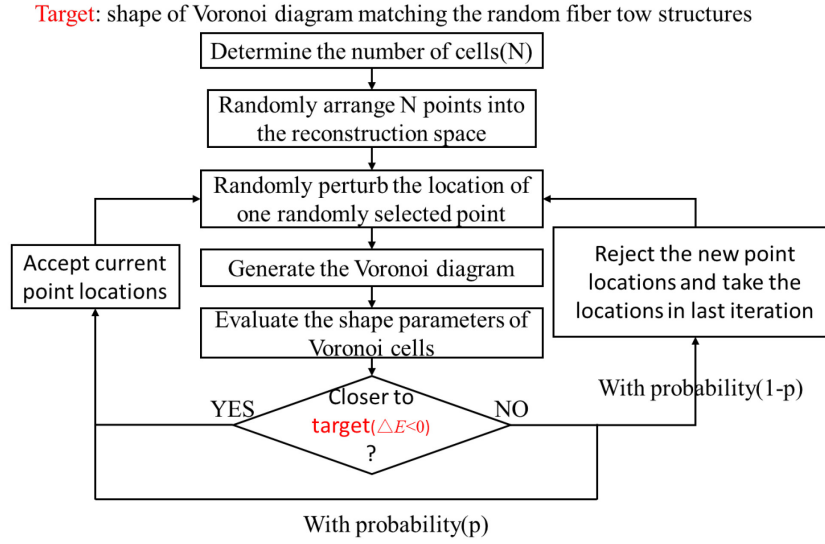 Target: shape of Voronoi diagram matching the random fiber tow structures
Determine the number of cells(N)
Randomly arrange N points into
the reconstruction space
Randomly perturb the location of
one randomly selected point
Accept current
point locations
Generate the Voronoi diagram
Reject the new point
locations and take the
locations in last iteration
Evaluate the shape parameters of
Voronoi cells
YES
Closer to
target(△E<0)
?
NO
With probability(1-p)
With probability(p)